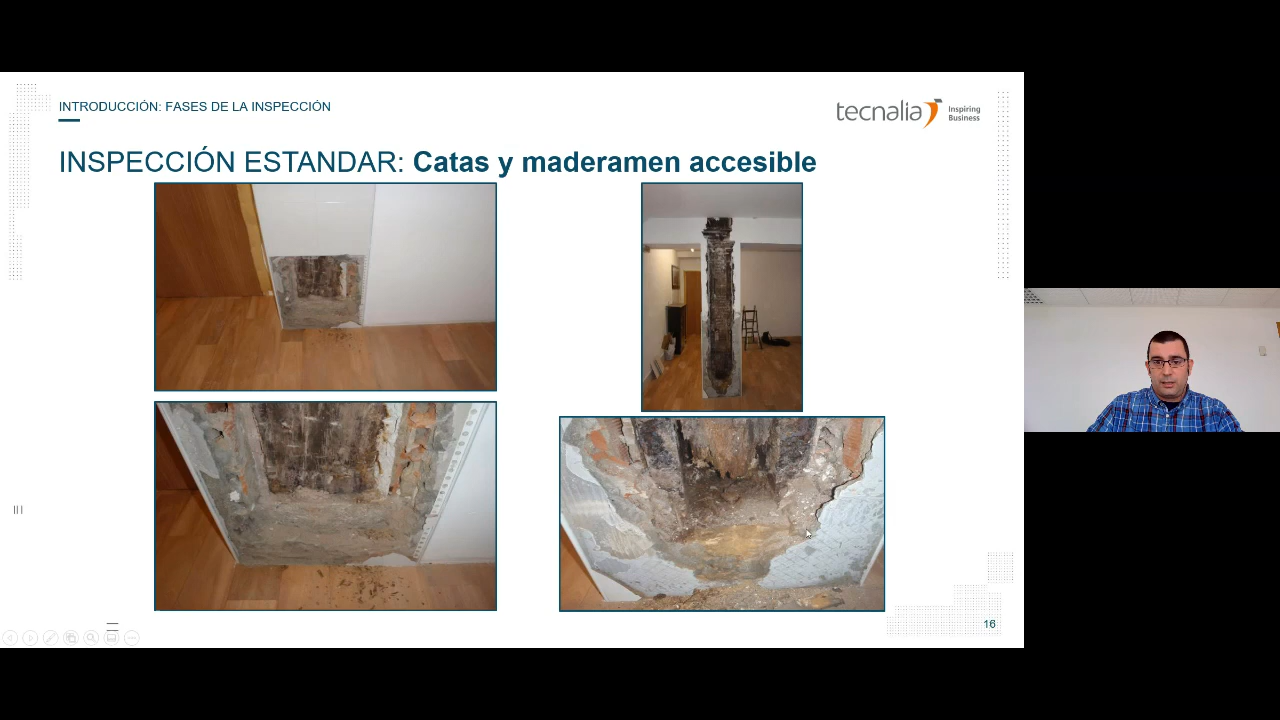 INTRODUCCIÓN: FASES DE LA INSPECCIÓN
tecnalia Inspiring Business
INSPECCIÓN ESTANDAR: Catas y maderamen accesible
16